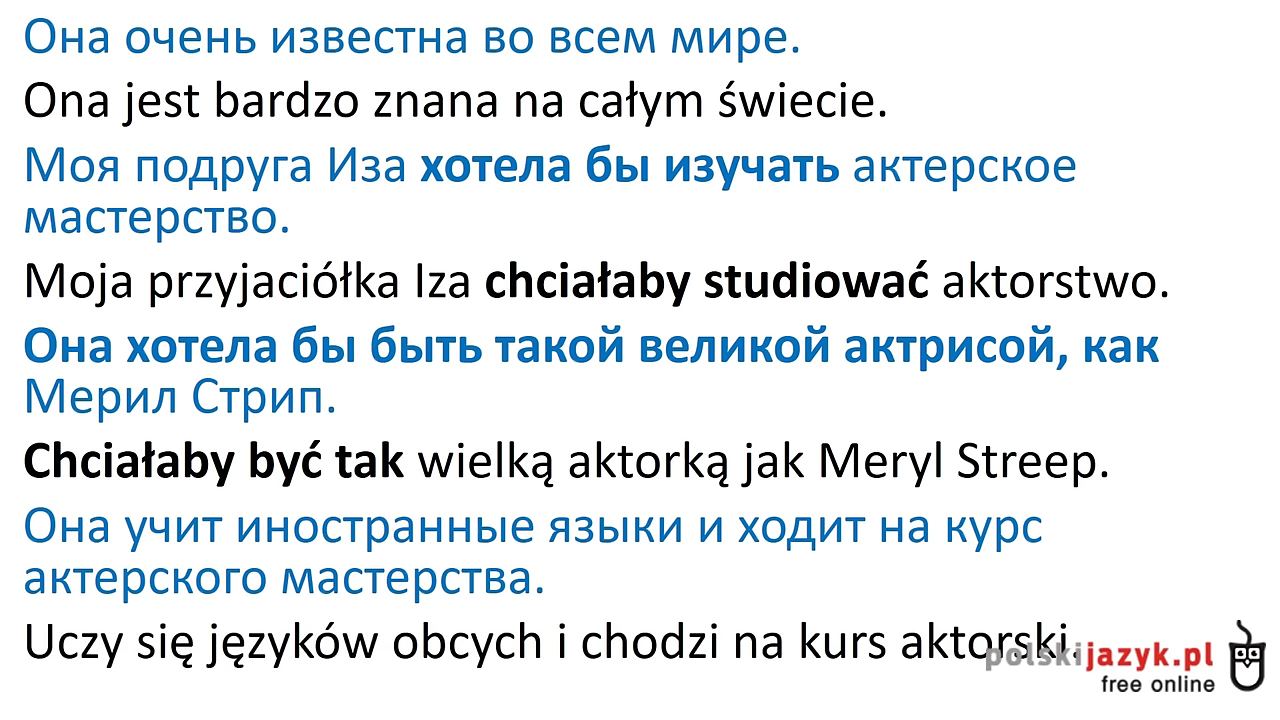 Она очень известна во всем мире.
Ona jest bardzo znana na całym świecie.
Моя подруга Иза хотела бы изучать актерское
мастерство.
Moja przyjaciółka Iza chciałaby studiować aktorstwo.
Она хотела бы быть такой великой актрисой, как
Мерил Стрип.
Chciałaby być tak wielką aktorką jak Meryl Streep.
Она учит иностранные языки и ходит на курс
актерского мастерства.
Uczy się języków obcych i chodzi na kurs aktorski.
polskijazyk.pl
free online